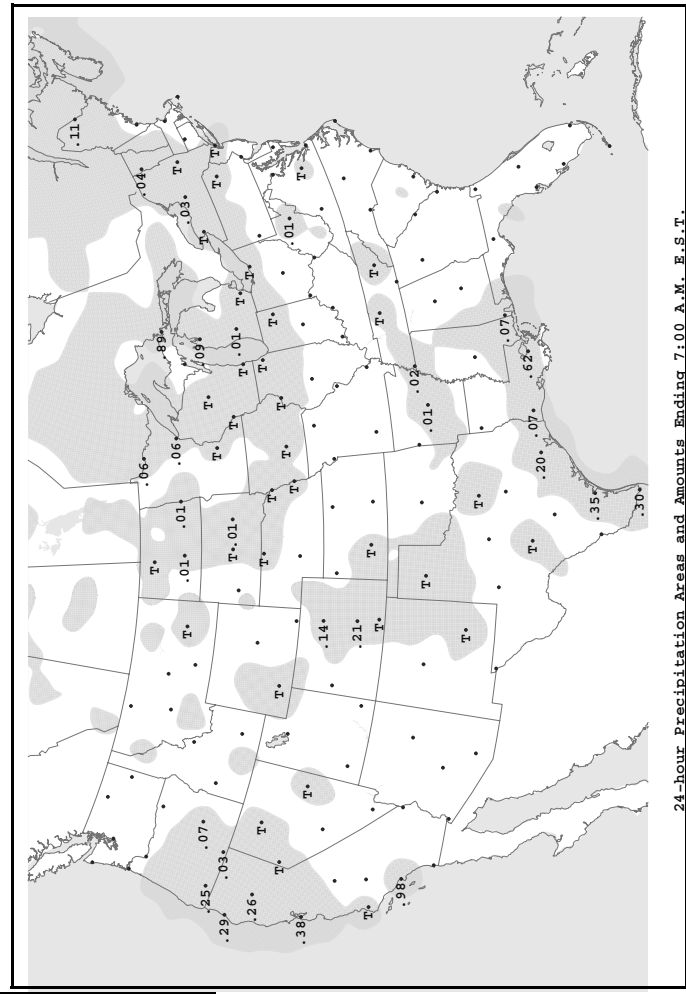 .11
.04
.06
T
.89
.06
T
.01
.01
.03
T
.09
T
.07
.25
T
T
T
T
.03
.29
T
.01
T
.01
T
T
T
.26
T
T
T
T
T
T
T
T
T
.01
T
.38
T
T
.14
.21
T
T
T
T
T
.98
.02
T
.01
T
T
.07
.62
T
.07
.20
.35
.30
24-hour Precipitation Areas and Amounts Ending 7:00 A.M. E.S.T.